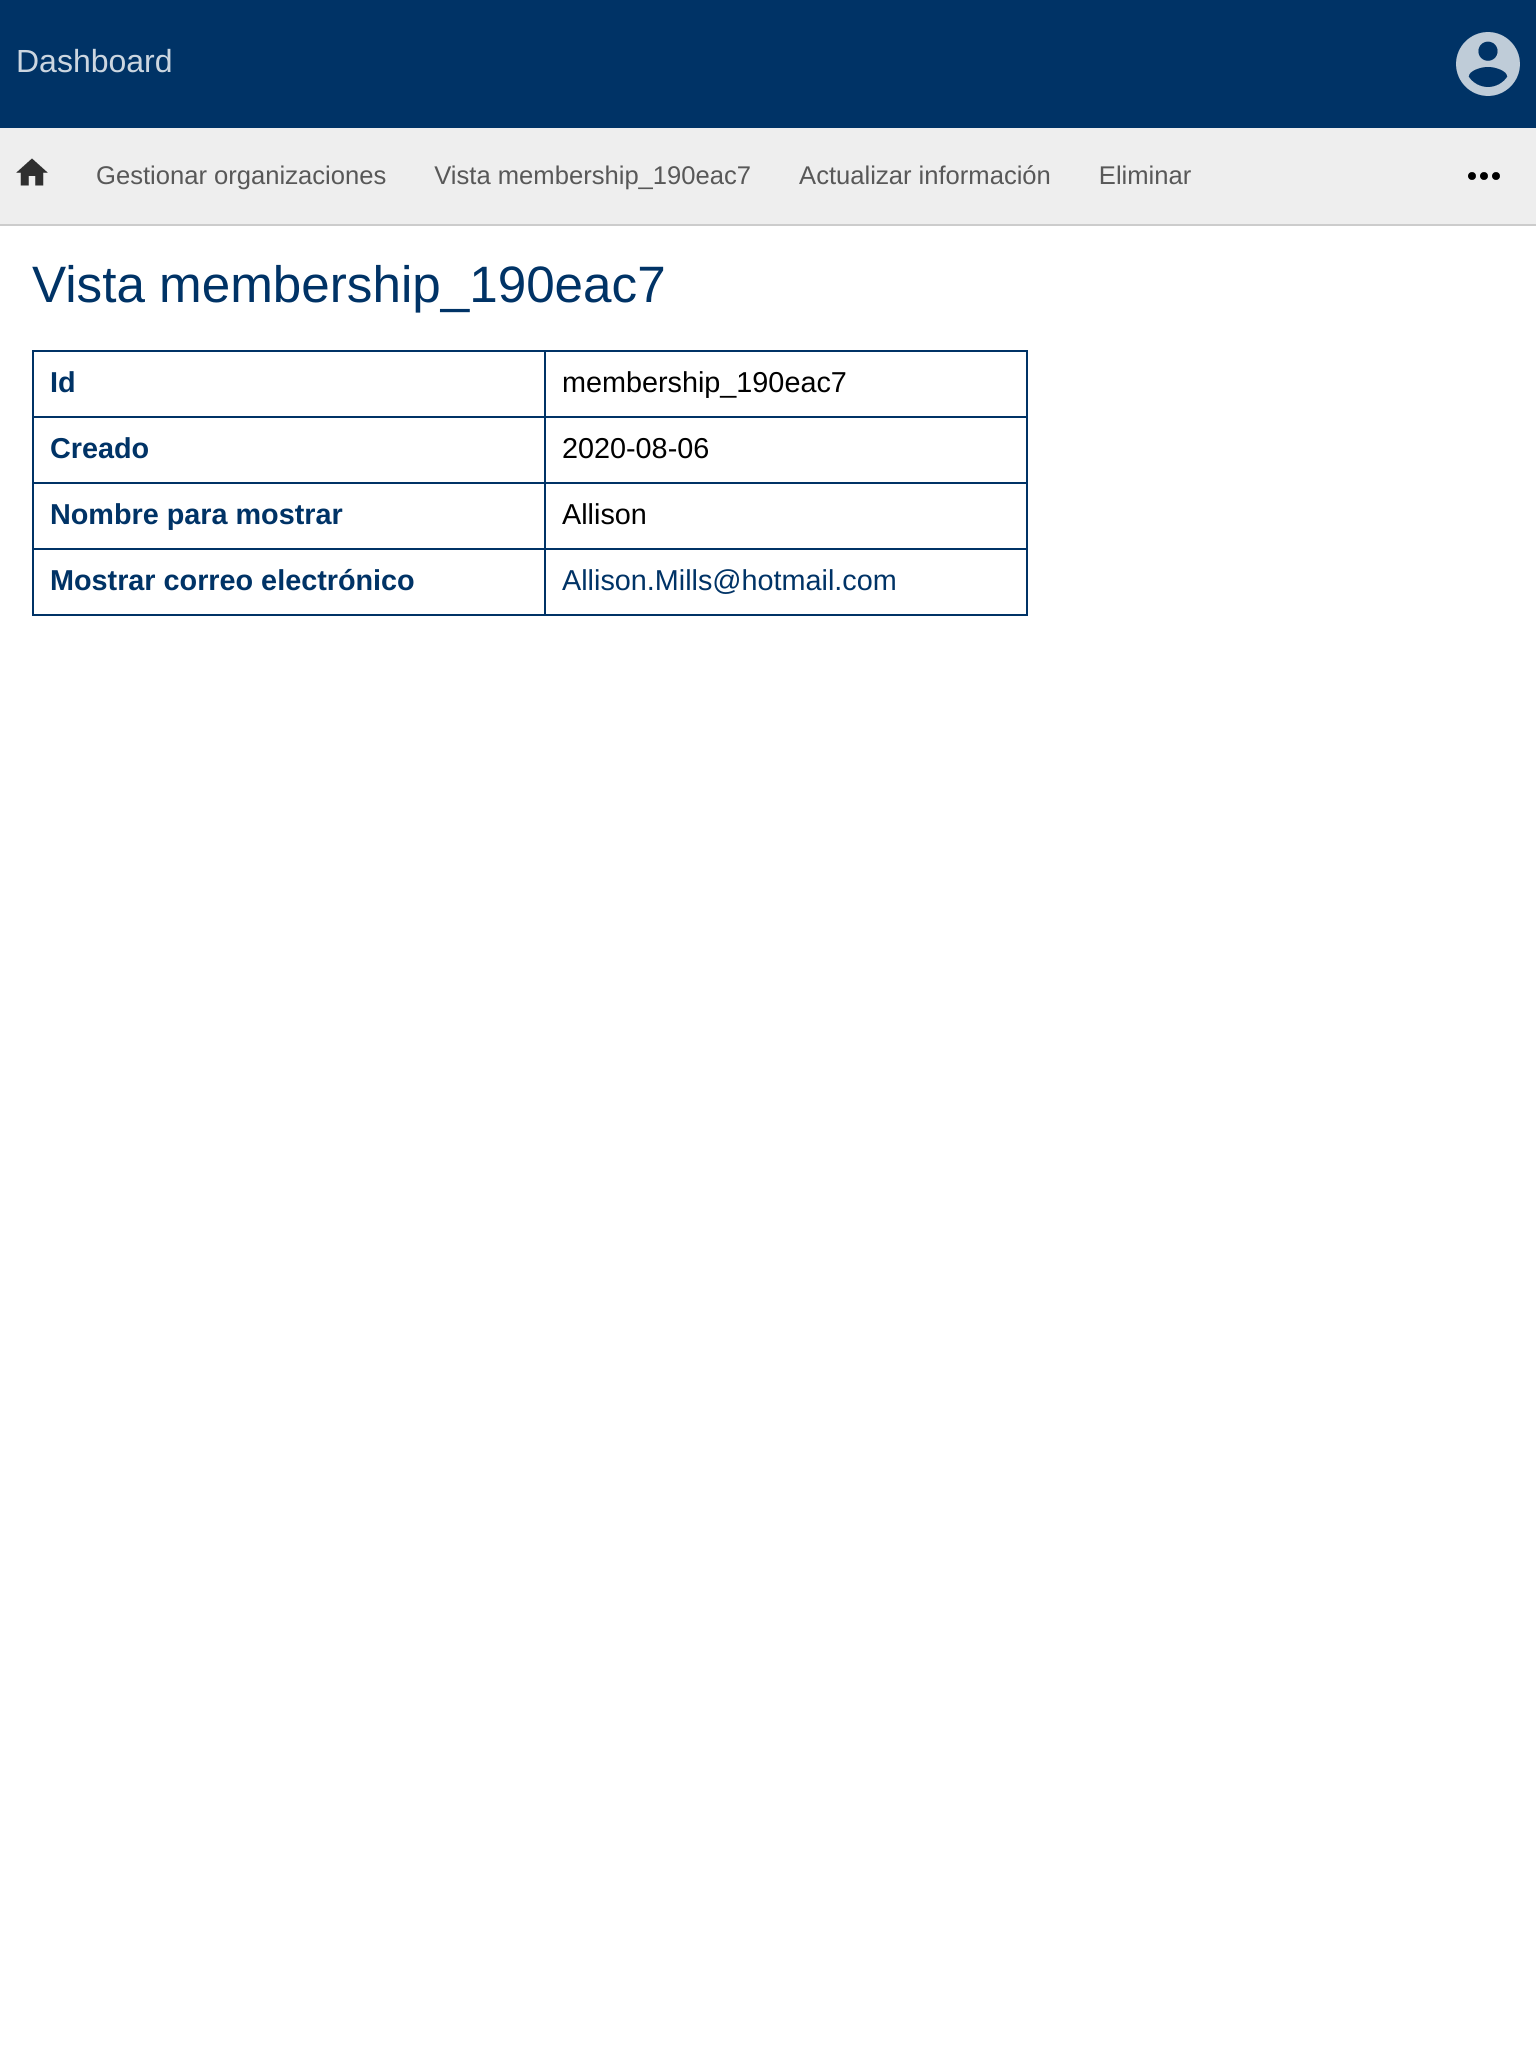 Dashboard
Gestionar organizaciones Vista membership_190eac7 Actualizar información Eliminar
Vista membership_190eac7
Id membership_190eac7
Creado 2020-08-06
Nombre para mostrar Allison
Mostrar correo electrónico Allison.Mills@hotmail.com